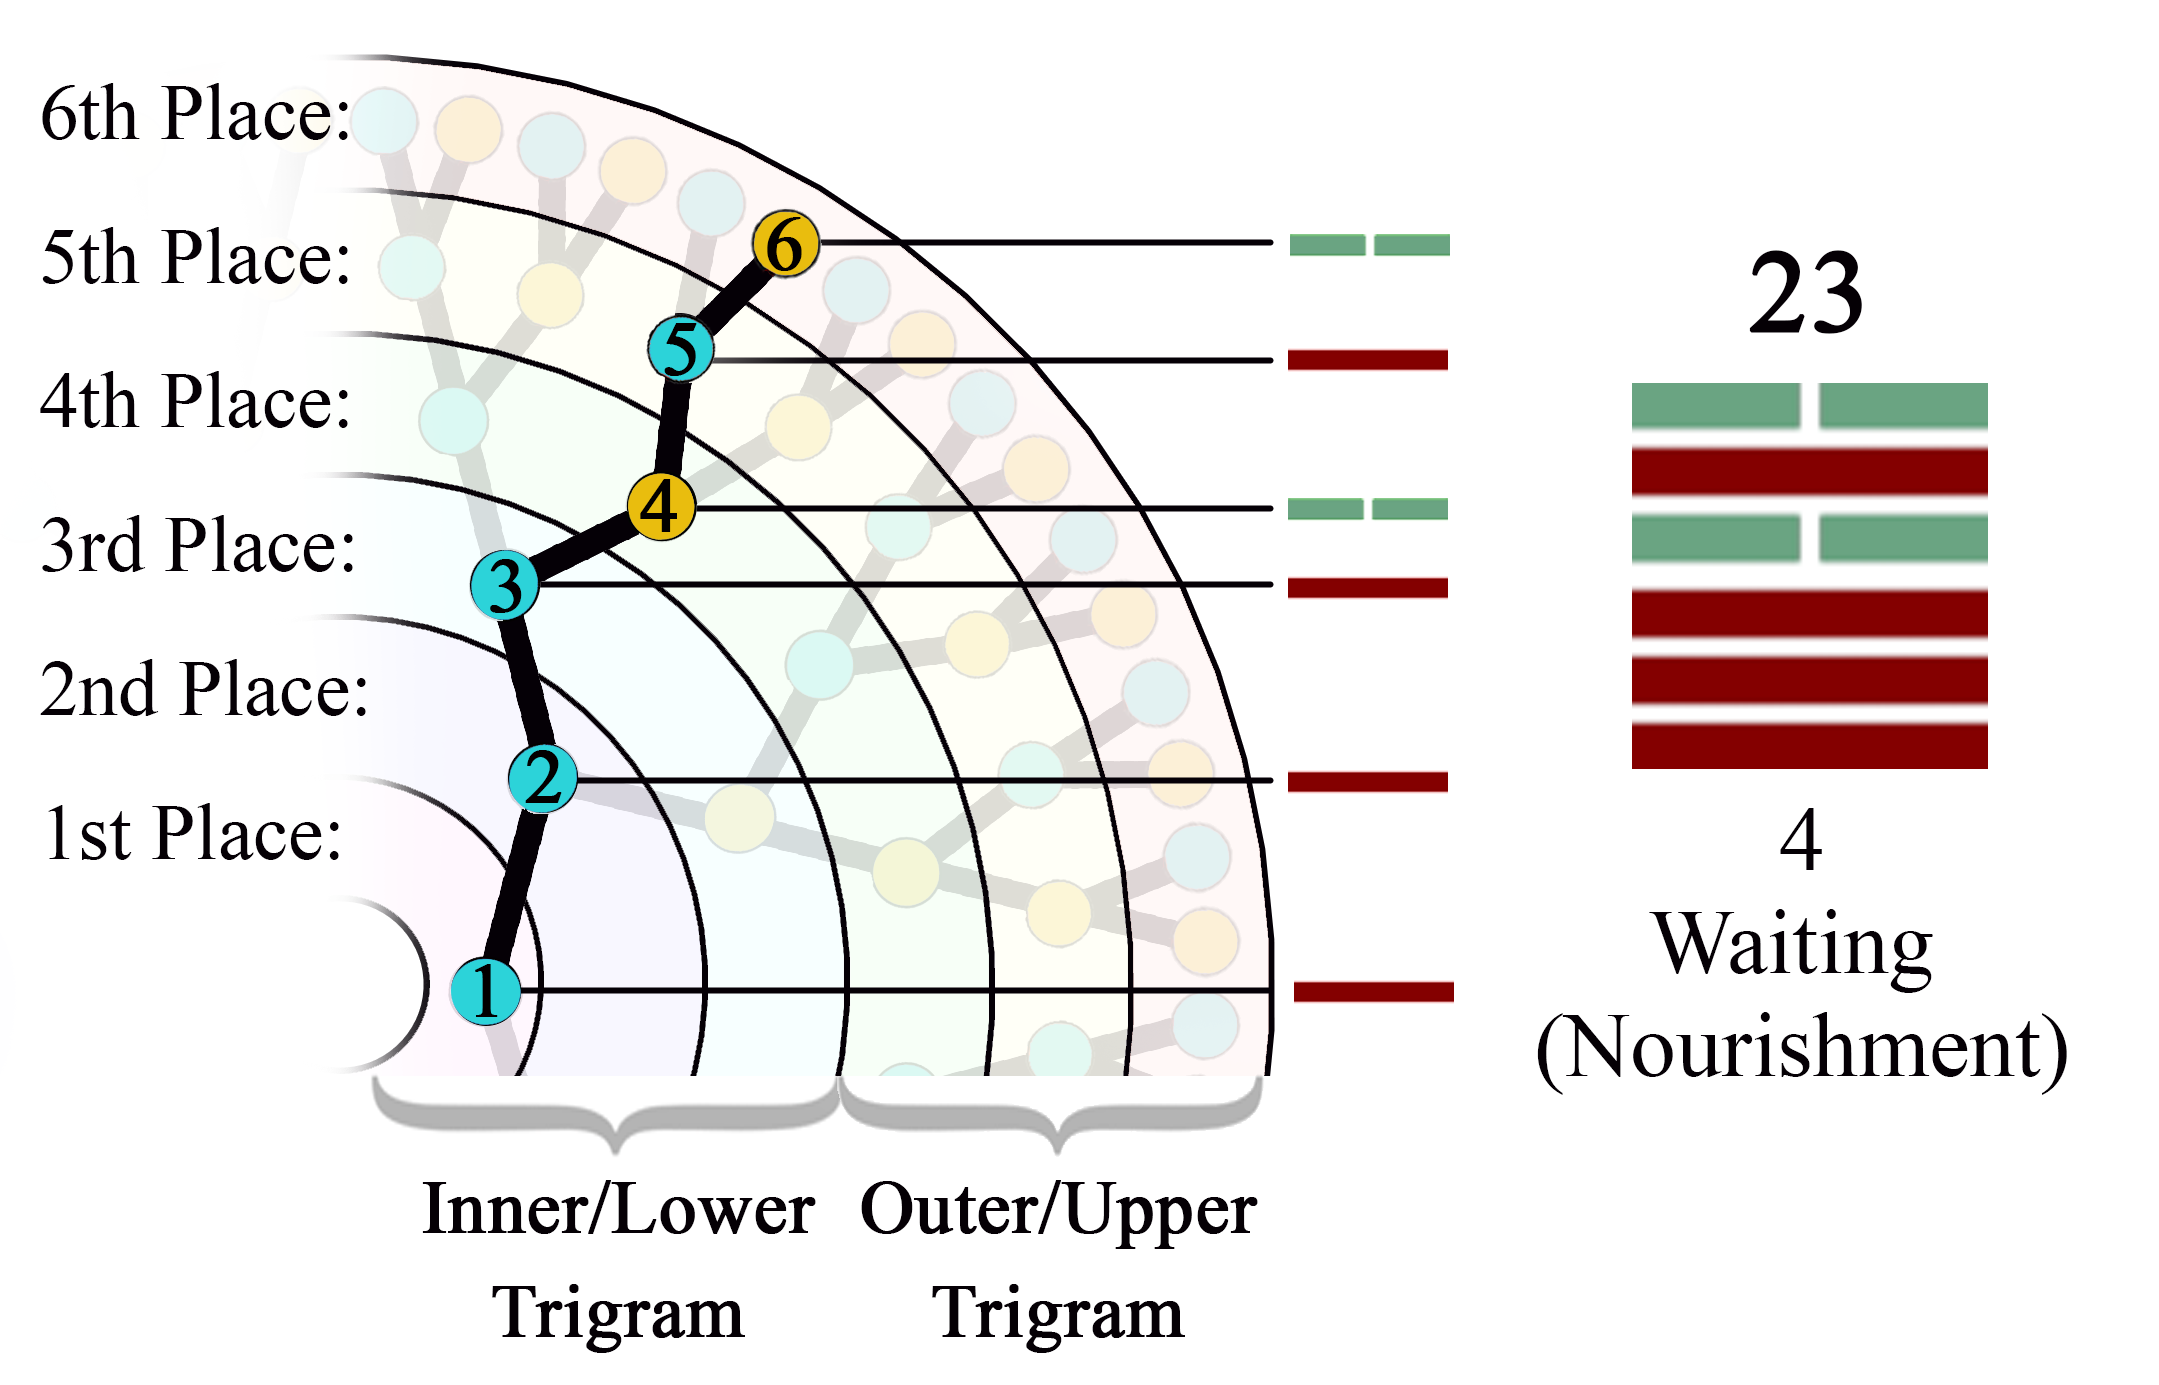 6th Place:
5th Place:
4th Place:
3rd Place:
2nd Place:
1st Place:
6
5
4
3
2
1
23
4
Waiting
(Nourishment)
Inner/Lower
Trigram
Outer/Upper
Trigram